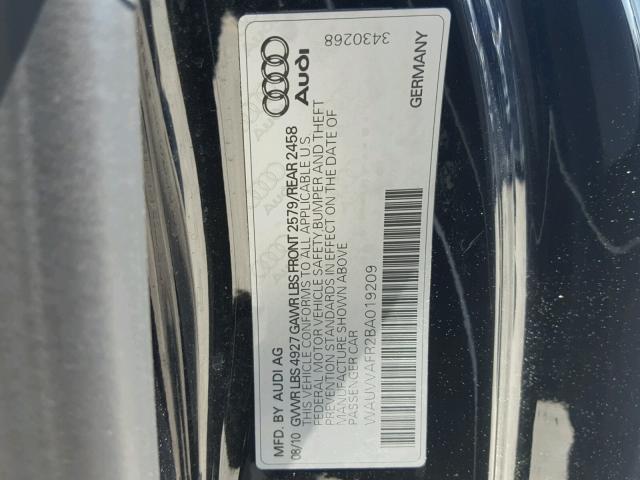 MFD. BY AUDI AG
Audi
3430268
08/10 GVWR LBS 4927 GAWR LBS FRONT 2579/REAR 2458
THIS VEHICLE CONFORMS TO ALL APPLICABLE U S
FEDERAL MOTOR VEHICLE SAFETY, BUMPER AND THEFT
PREVENTION STANDARDS IN EFFECT ON THE DATE OF
MANUFACTURE SHOWN ABOVE
PASSENGER CAR
WAUVVAFR2BA019209
GERMANY